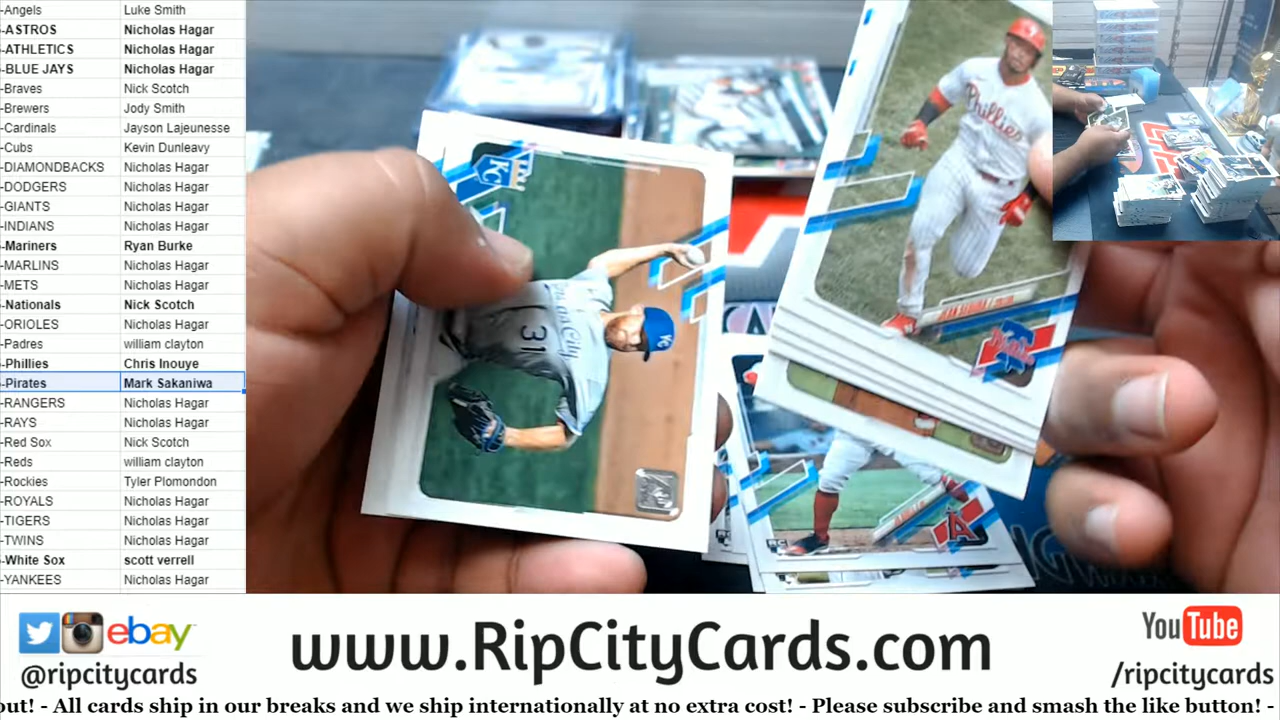 -Angels Luke Smith
-ASTROS Nicholas Hagar
-ATHLETICS Nicholas Hagar
-BLUE JAYS Nicholas Hagar
-Braves Nick Scotch
-Brewers Jody Smith
-Cardinals Jayson Lajeunesse
-Cubs Kevin Dunleavy
-DIAMONDBACKS Nicholas Hagar
-DODGERS Nicholas Hagar
-GIANTS Nicholas Hagar
-INDIANS Nicholas Hagar
-Mariners Ryan Burke
-MARLINS Nicholas Hagar
-METS Nicholas Hagar
-Nationals Nick Scotch
-ORIOLES Nicholas Hagar
-Padres william clayton
-Phillies Chris Inouye
-Pirates Mark Sakaniwa
-RANGERS Nicholas Hagar
-RAYS Nicholas Hagar
-Red Sox Nick Scotch
-Reds william clayton
-Rockies Tyler Plomondon
-ROYALS Nicholas Hagar
-TIGERS Nicholas Hagar
-TWINS Nicholas Hagar
-White Sox scott verrell
-YANKEES Nicholas Hagar
KC
31
Phillies
A
ebay
@ripcitycards
www.RipCityCards.com
YouTube
/ripcitycards
out! - All cards ship in our breaks and we ship internationally at no extra cost! - Please subscribe and smash the like button! -